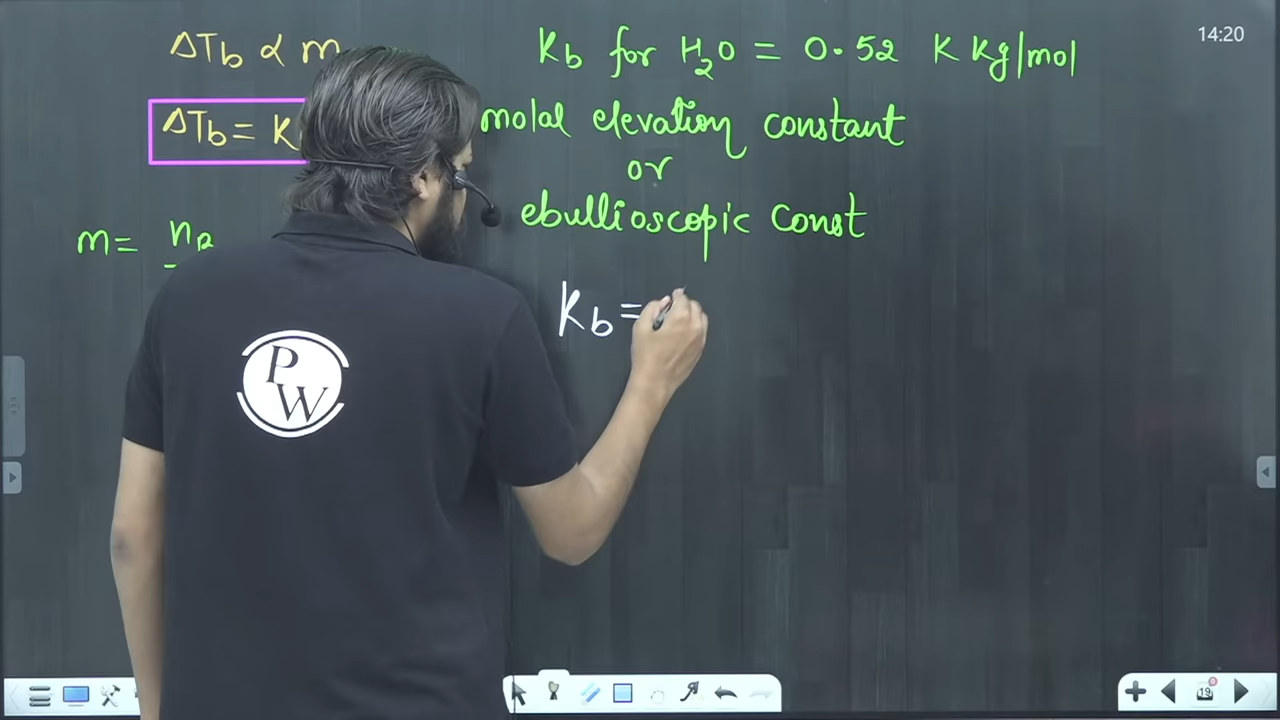 ΔTb ∝ m
Kb for H₂O = 0.52 K Kg/mol
14:20
ΔTb = K
molal elevation constant
or
ebullioscopic Const
m = nB
Kb =
P
W
19